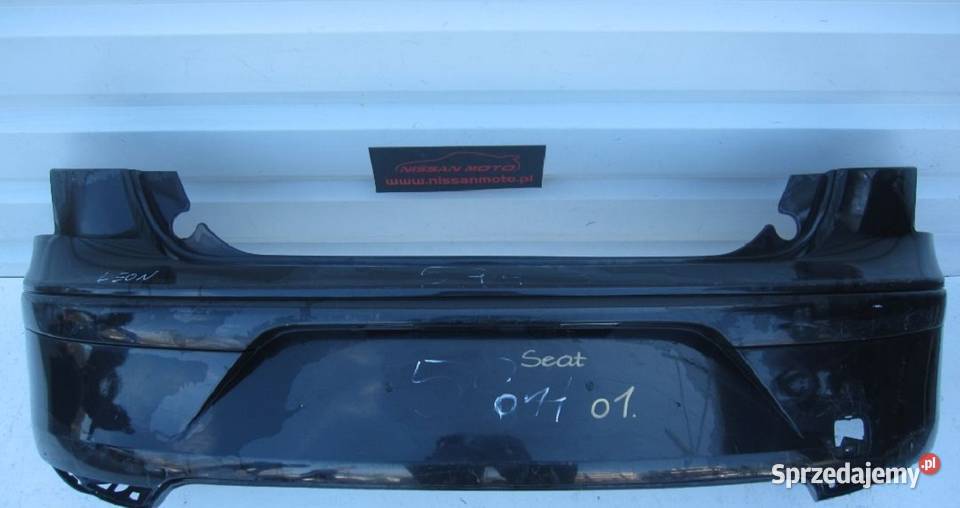 NISSAN MOTO
www.nissanmoto.pl
LEON
Seat
01.
Sprzedajemy.pl